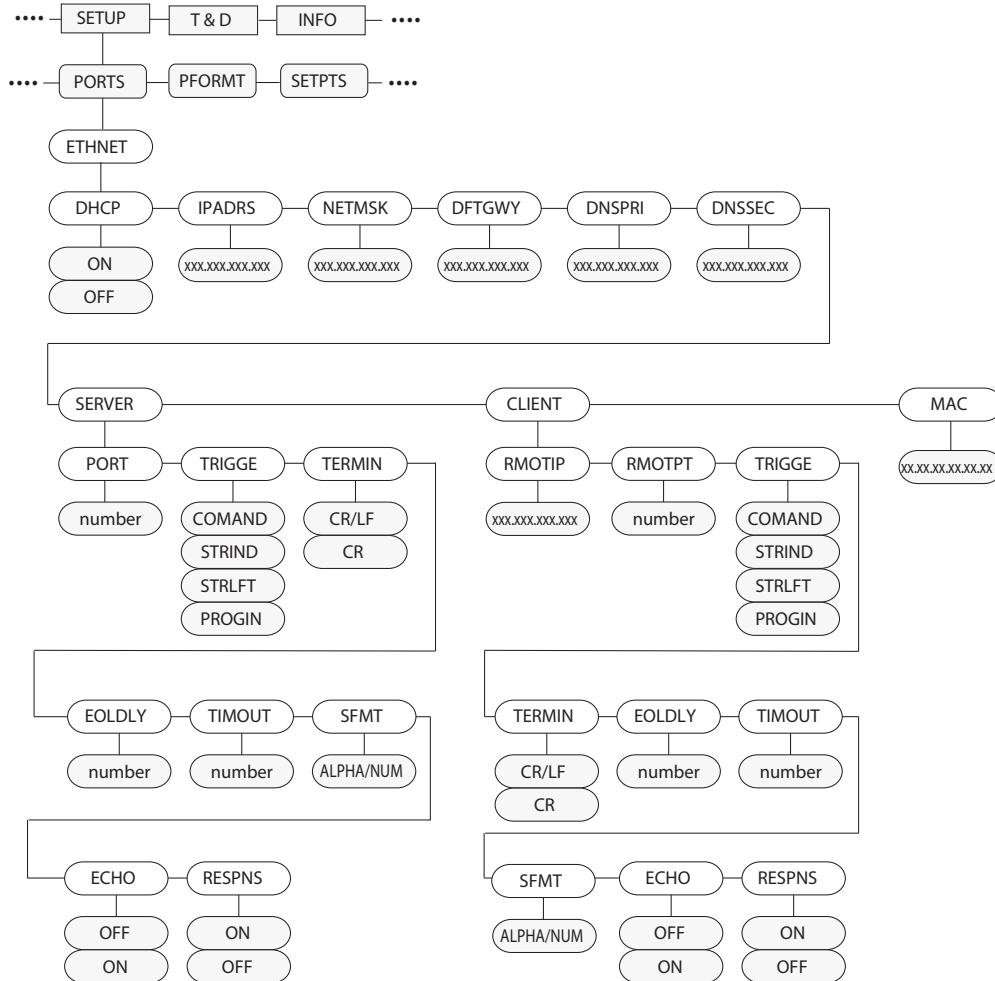 •••• SETUP T & D INFO ••••
•••• PORTS PFORMT SETPTS ••••
ETHNET
DHCP IPADRS NETMSK DFTGWY DNSPRI DNSSEC
ON xxx.xxx.xxx.xxx xxx.xxx.xxx.xxx xxx.xxx.xxx.xxx xxx.xxx.xxx.xxx xxx.xxx.xxx.xxx
OFF
SERVER CLIENT MAC
PORT TRIGGE TERMIN RMOTIP RMOTPT TRIGGE xx.xx.xx.xx.xx.xx
number COMAND CR/LF xxx.xxx.xxx.xxx number COMAND
STRIND CR STRIND
STRLFT STRLFT
PROGIN PROGIN
EOLDLY TIMOUT SFMT TERMIN EOLDLY TIMOUT
number number ALPHA/NUM CR/LF number number
CR
ECHO RESPNS SFMT ECHO RESPNS
OFF ON ALPHA/NUM OFF ON
ON OFF ON OFF